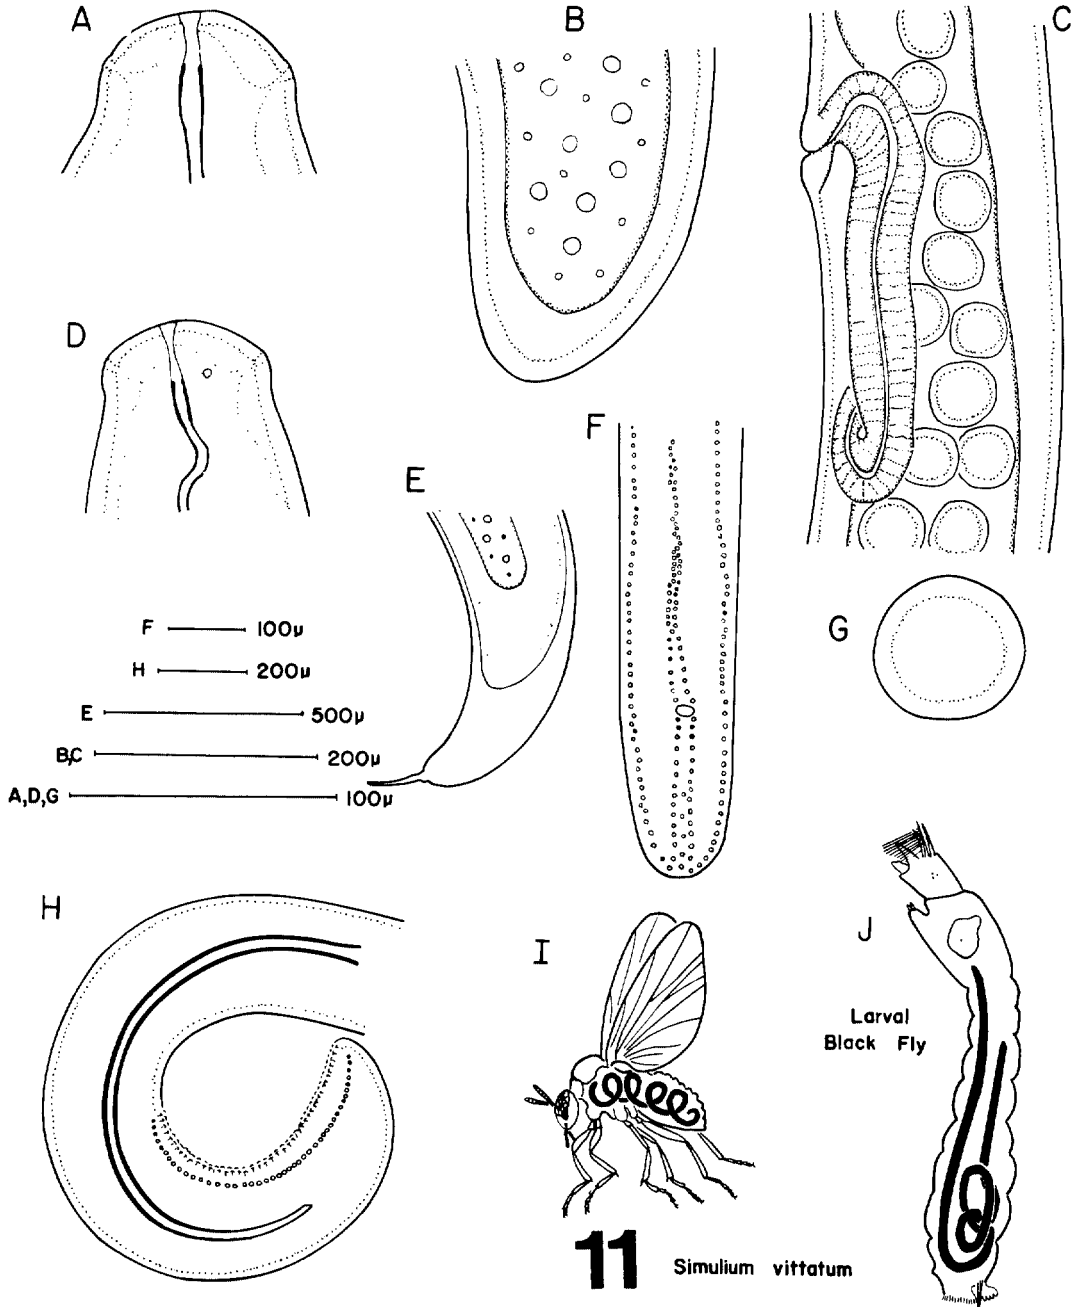 A
B
C
D
E
F
F 100μ
H 200μ
E 500μ
B,C 200μ
A,D,G 100μ
G
H
I
J
Larval
Black Fly
11 Simulium vittatum